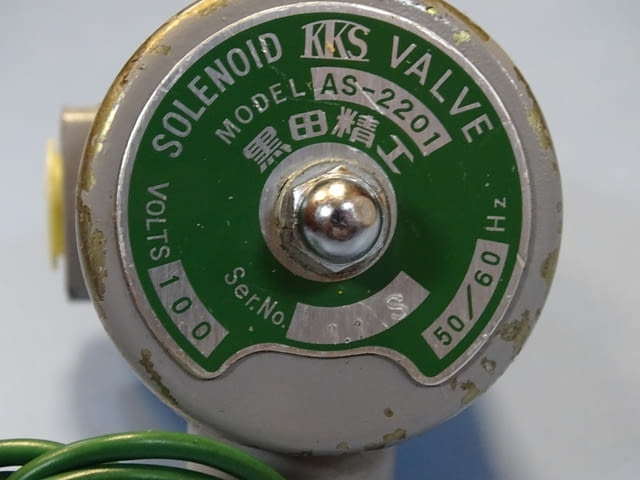 SOLENOID KKS VALVE
MODEL AS-2201
黒田精工
VOLTS 100
50/60 Hz
Ser.No.